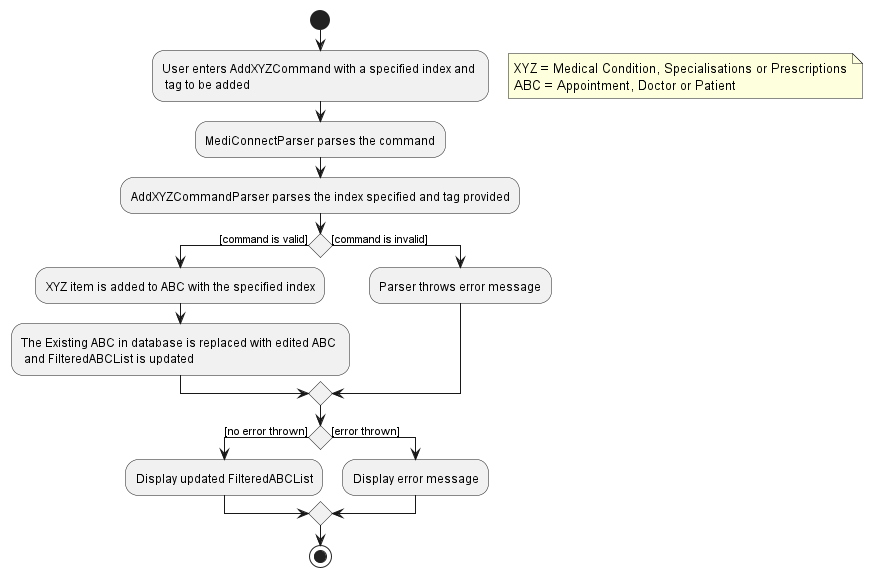 User enters AddXYZCommand with a specified index and
tag to be added
XYZ = Medical Condition, Specialisations or Prescriptions
ABC = Appointment, Doctor or Patient
MediConnectParser parses the command
AddXYZCommandParser parses the index specified and tag provided
[command is valid]
[command is invalid]
XYZ item is added to ABC with the specified index
Parser throws error message
The Existing ABC in database is replaced with edited ABC
and FilteredABCList is updated
[no error thrown]
[error thrown]
Display updated FilteredABCList
Display error message